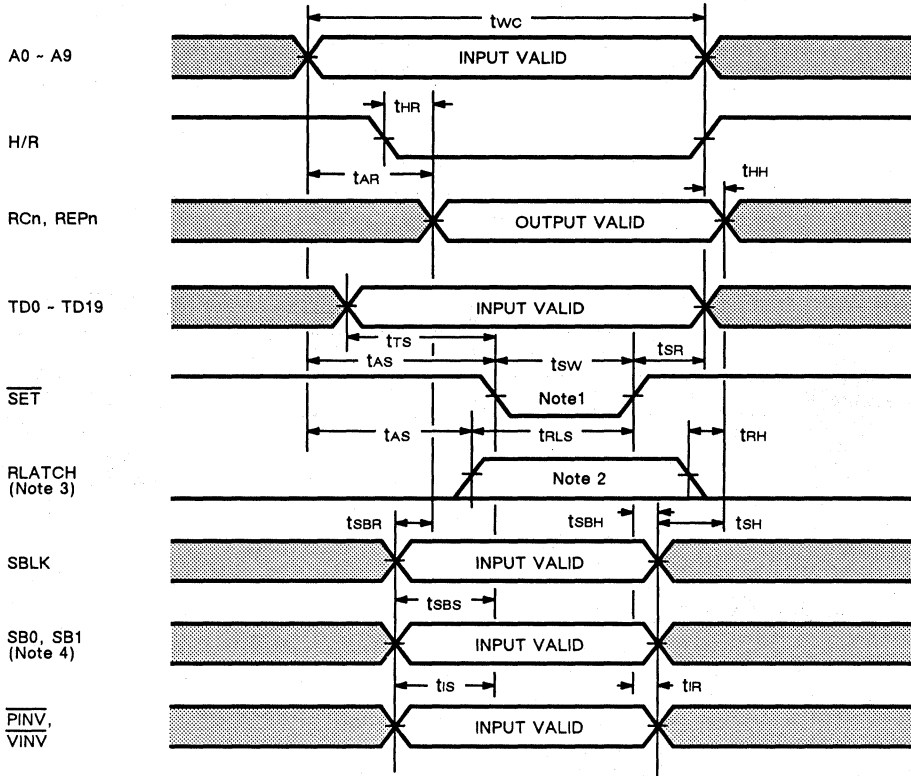 tWC
A0 ~ A9
INPUT VALID
tHR
H/R
tAR
tHH
RCn, REPn
OUTPUT VALID
TD0 ~ TD19
INPUT VALID
tTS
tAS
tSW
tSR
SET
Note1
tAS
tRLS
tRH
RLATCH
(Note 3)
Note 2
tSBR
tSBH
tSH
SBLK
INPUT VALID
tSBS
SB0, SB1
(Note 4)
INPUT VALID
tIS
tIR
PINV,
VINV
INPUT VALID